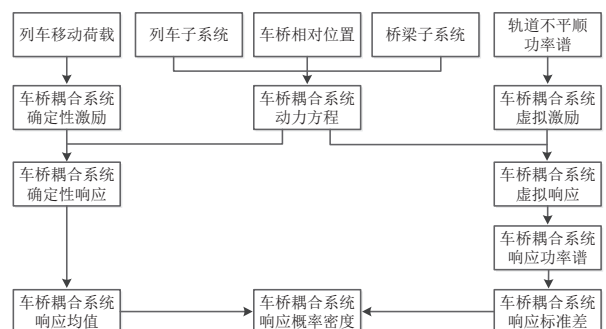 列车移动荷载
列车子系统
车桥相对位置
桥梁子系统
轨道不平顺
功率谱
车桥耦合系统
确定性激励
车桥耦合系统
动力方程
车桥耦合系统
虚拟激励
车桥耦合系统
确定性响应
车桥耦合系统
虚拟响应
车桥耦合系统
响应功率谱
车桥耦合系统
响应均值
车桥耦合系统
响应概率密度
车桥耦合系统
响应标准差